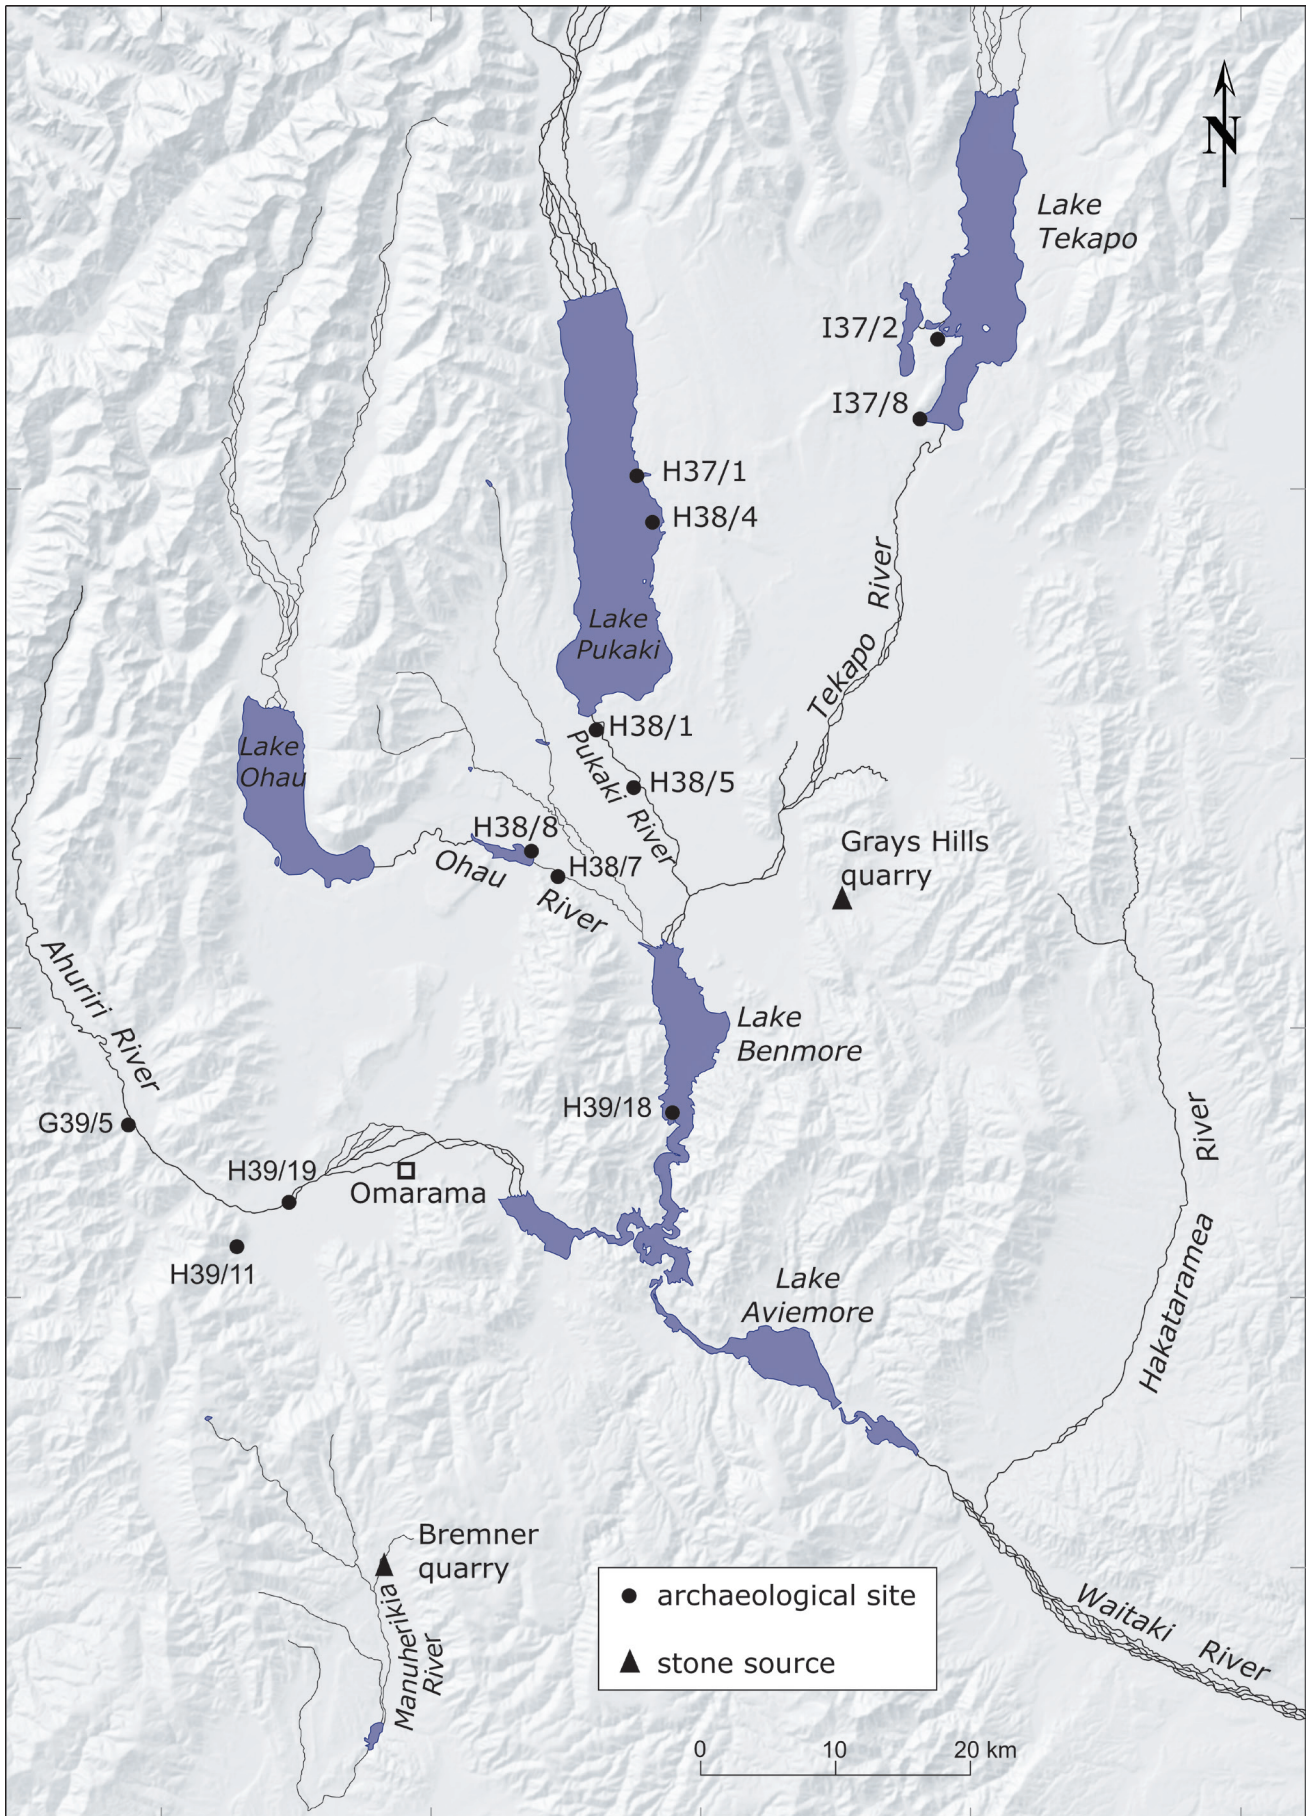 N
Lake
Tekapo
I37/2
I37/8
H37/1
H38/4
Tekapo River
Lake
Pukaki
H38/1
Pukaki River
H38/5
Lake
Ohau
H38/8
H38/7
Ohau River
Grays Hills
quarry
Ahuriri River
Lake
Benmore
H39/18
G39/5
H39/19
Omarama
H39/11
Hakataramea River
Lake
Aviemore
Bremner
quarry
Manuherikia
River
Waitaki River
archaeological site
stone source
0 10 20 km